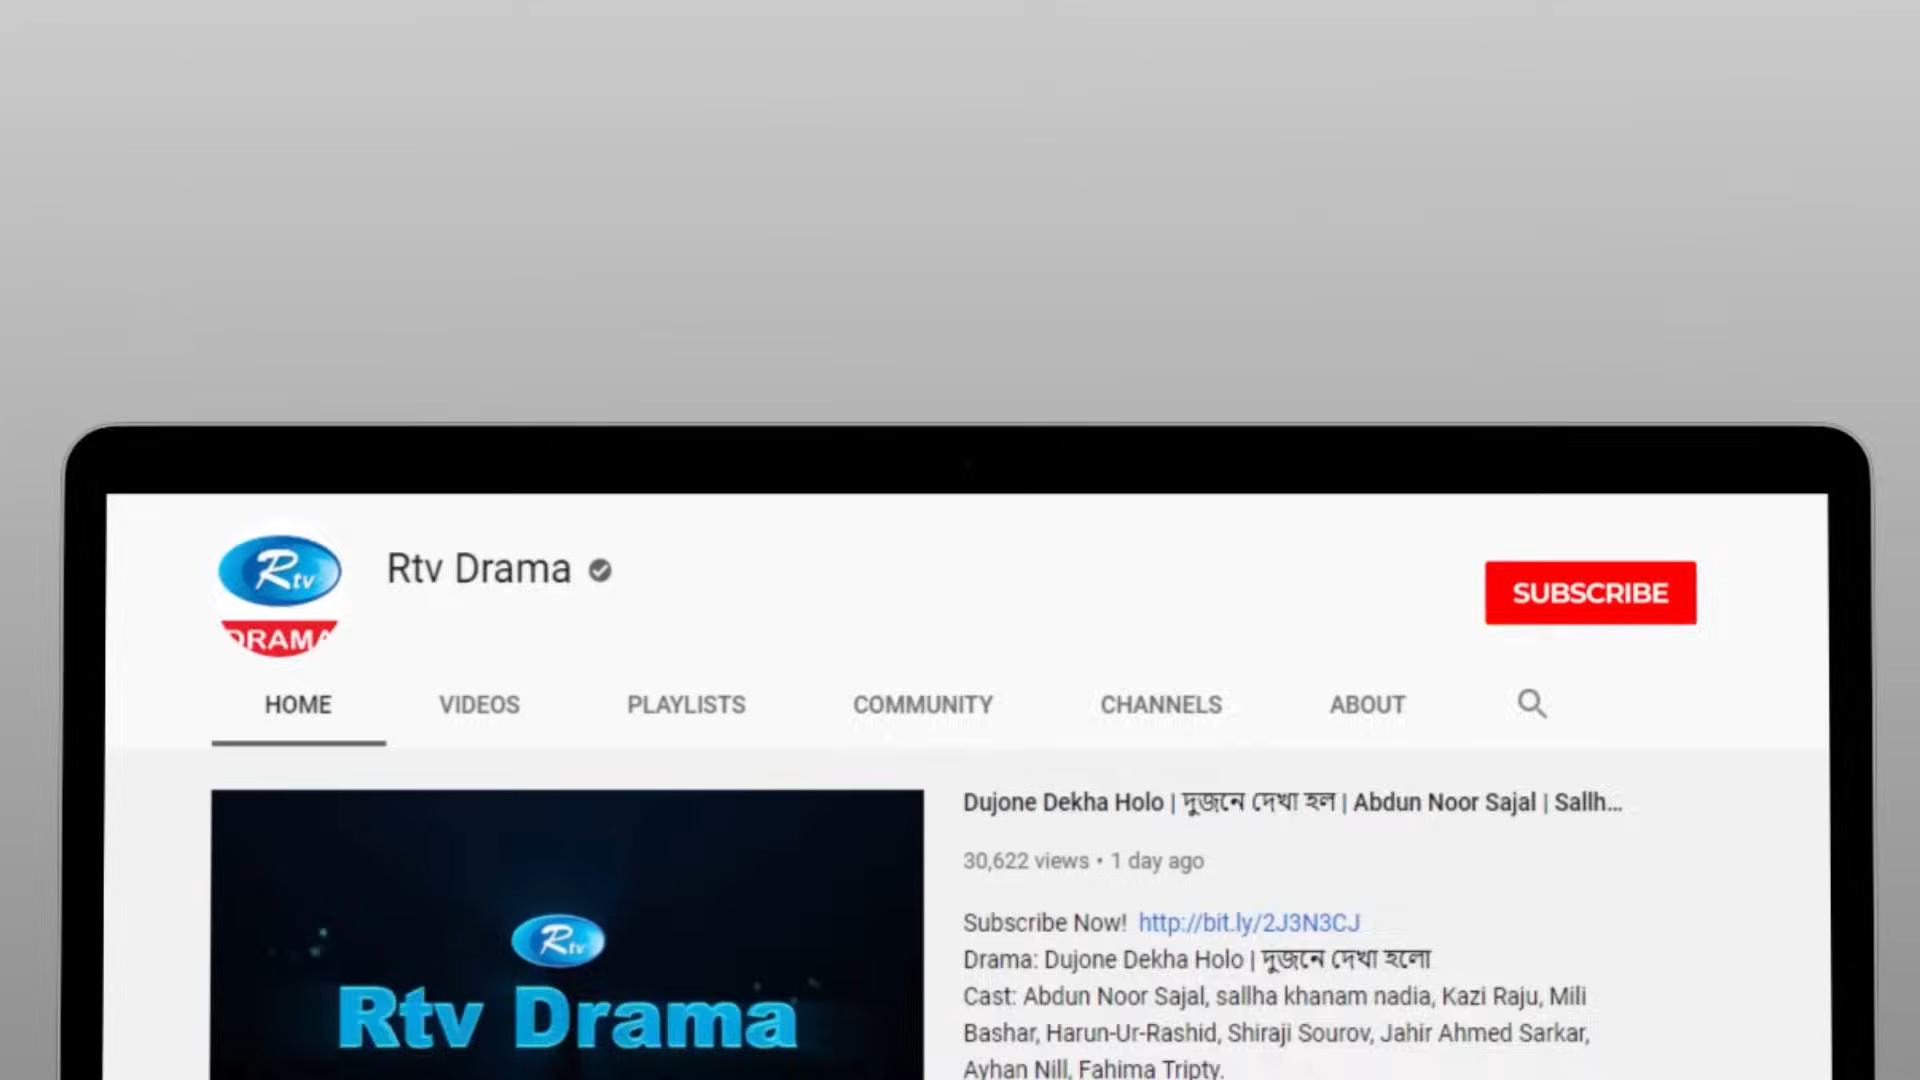 Rtv
DRAMA
Rtv Drama
SUBSCRIBE
HOME VIDEOS PLAYLISTS COMMUNITY CHANNELS ABOUT
Rtv
Rtv Drama
Dujone Dekha Holo | দুজনে দেখা হল | Abdun Noor Sajal | Sallh...
30,622 views • 1 day ago
Subscribe Now! http://bit.ly/2J3N3CJ
Drama: Dujone Dekha Holo | দুজনে দেখা হলো
Cast: Abdun Noor Sajal, sallha khanam nadia, Kazi Raju, Mili
Bashar, Harun-Ur-Rashid, Shiraji Sourov, Jahir Ahmed Sarkar,
Ayhan Nill, Fahima Tripty.